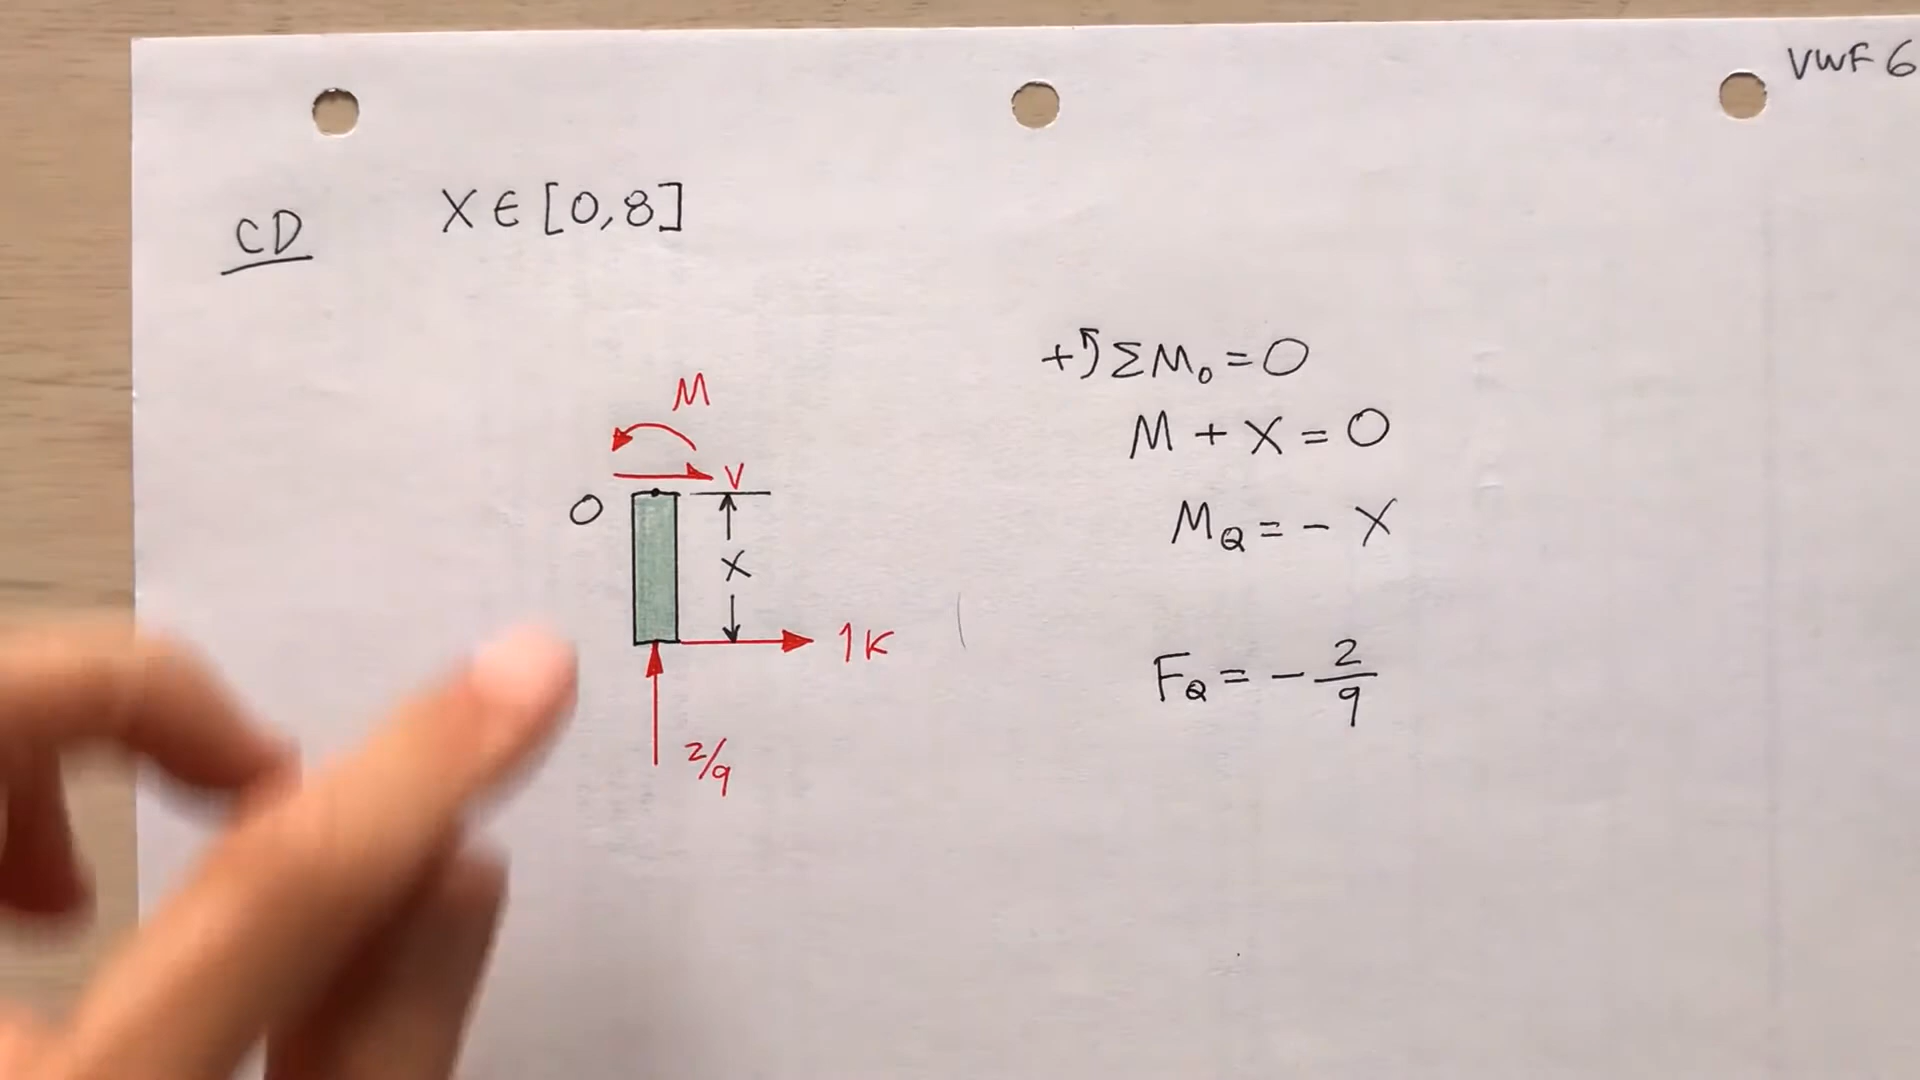 VWF 6
CD X ∈ [0,8]
+↺ ΣM₀ = 0
M + X = 0
M_Q = - X
F_Q = - 2/9
M
V
O
X
1K
2/9